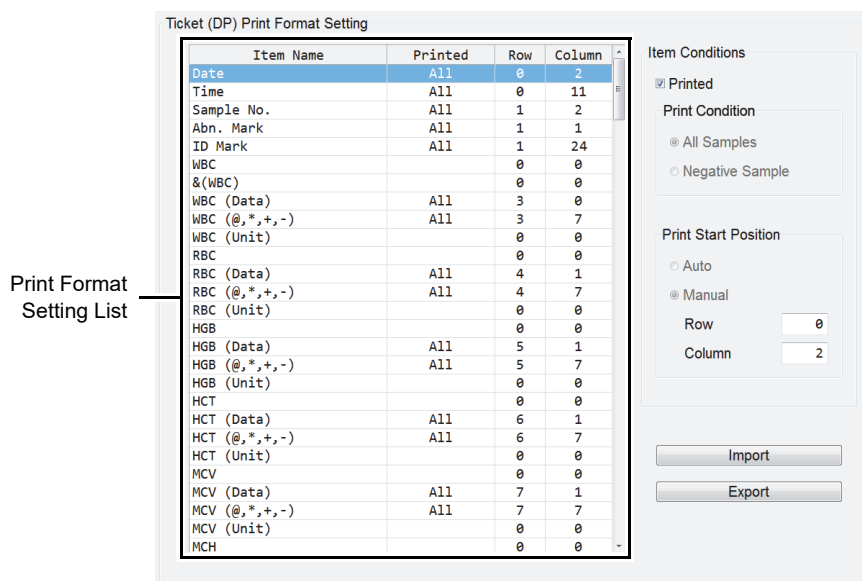 Ticket (DP) Print Format Setting
Item Name Printed Row Column
Date All 0 2
Time All 0 11
Sample No. All 1 2
Abn. Mark All 1 1
ID Mark All 1 24
WBC 0 0
&(WBC) 0 0
WBC (Data) All 3 0
WBC (@,*,+,-) All 3 7
WBC (Unit) 0 0
RBC 0 0
RBC (Data) All 4 1
RBC (@,*,+,-) All 4 7
RBC (Unit) 0 0
HGB 0 0
HGB (Data) All 5 1
HGB (@,*,+,-) All 5 7
HGB (Unit) 0 0
HCT 0 0
HCT (Data) All 6 1
HCT (@,*,+,-) All 6 7
HCT (Unit) 0 0
MCV 0 0
MCV (Data) All 7 1
MCV (@,*,+,-) All 7 7
MCV (Unit) 0 0
MCH 0 0
Print Format
Setting List
Item Conditions
Printed
Print Condition
All Samples
Negative Sample
Print Start Position
Auto
Manual
Row 0
Column 2
Import
Export